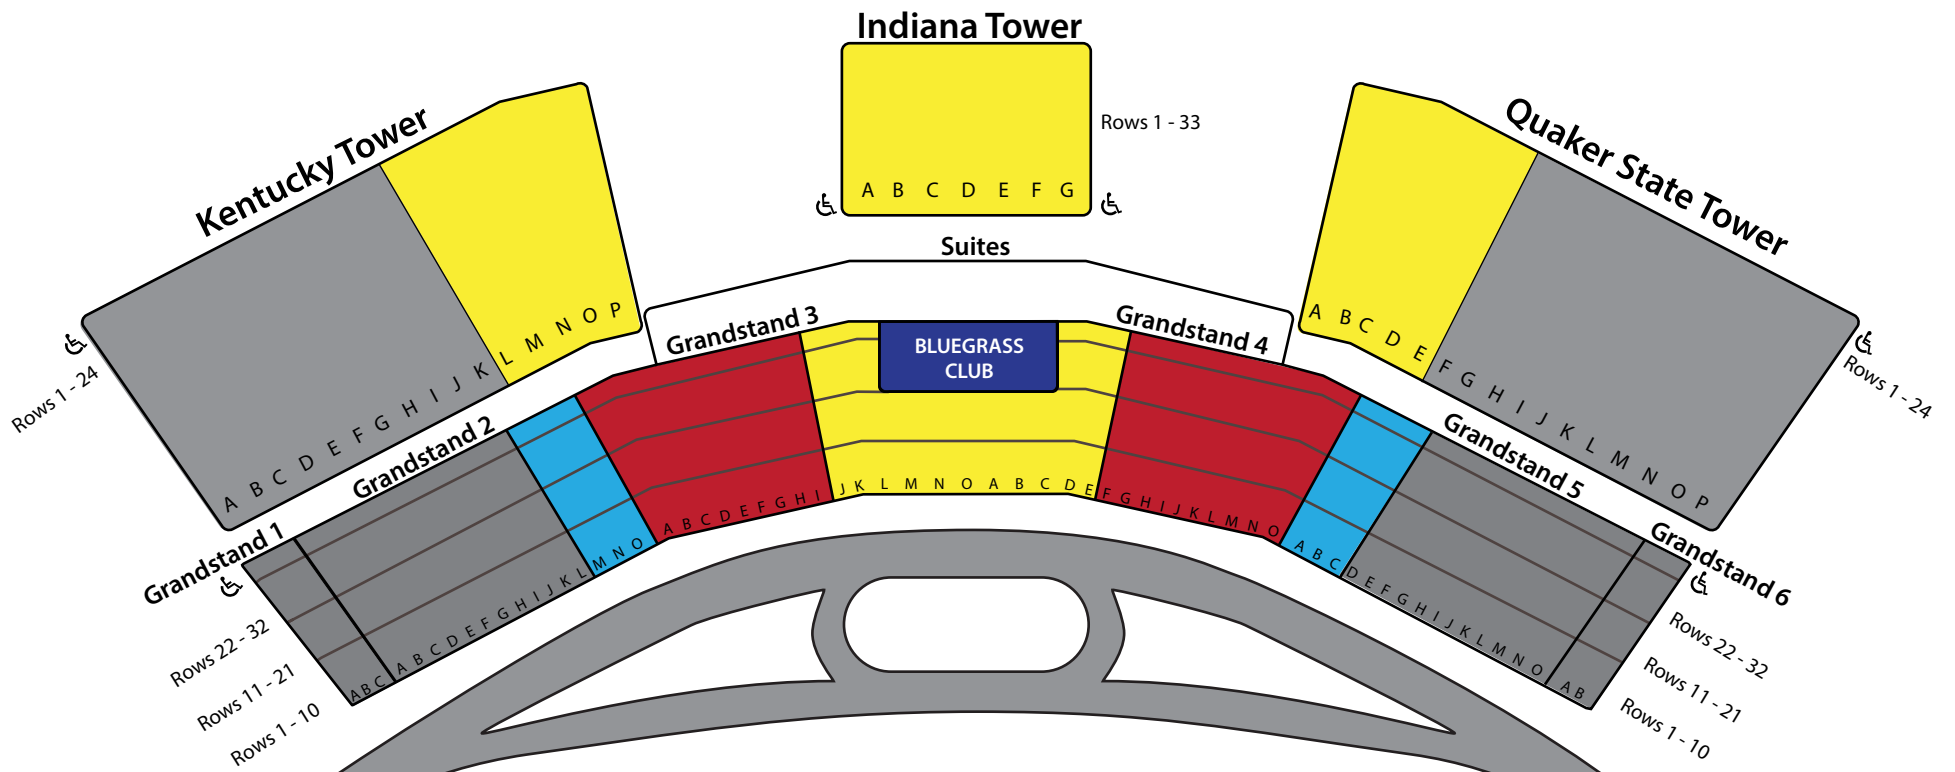 Indiana Tower
Rows 1 - 33
A B C D E F G
Kentucky Tower
Rows 1 - 24
A B C D E F G H I J K L M N O P
Quaker State Tower
Rows 1 - 24
A B C D E F G H I J K L M N O P
Suites
Grandstand 3
Grandstand 4
BLUEGRASS
CLUB
Grandstand 2
Grandstand 5
Grandstand 1
Grandstand 6
A B C
A B C D E F G H I J K L M N O
A B C D E F G H I J K L M N O
A B C D E F G H I J K L M N O
A B C D E F G H I J K L M N O
A B
Rows 22 - 32
Rows 11 - 21
Rows 1 - 10
Rows 22 - 32
Rows 11 - 21
Rows 1 - 10